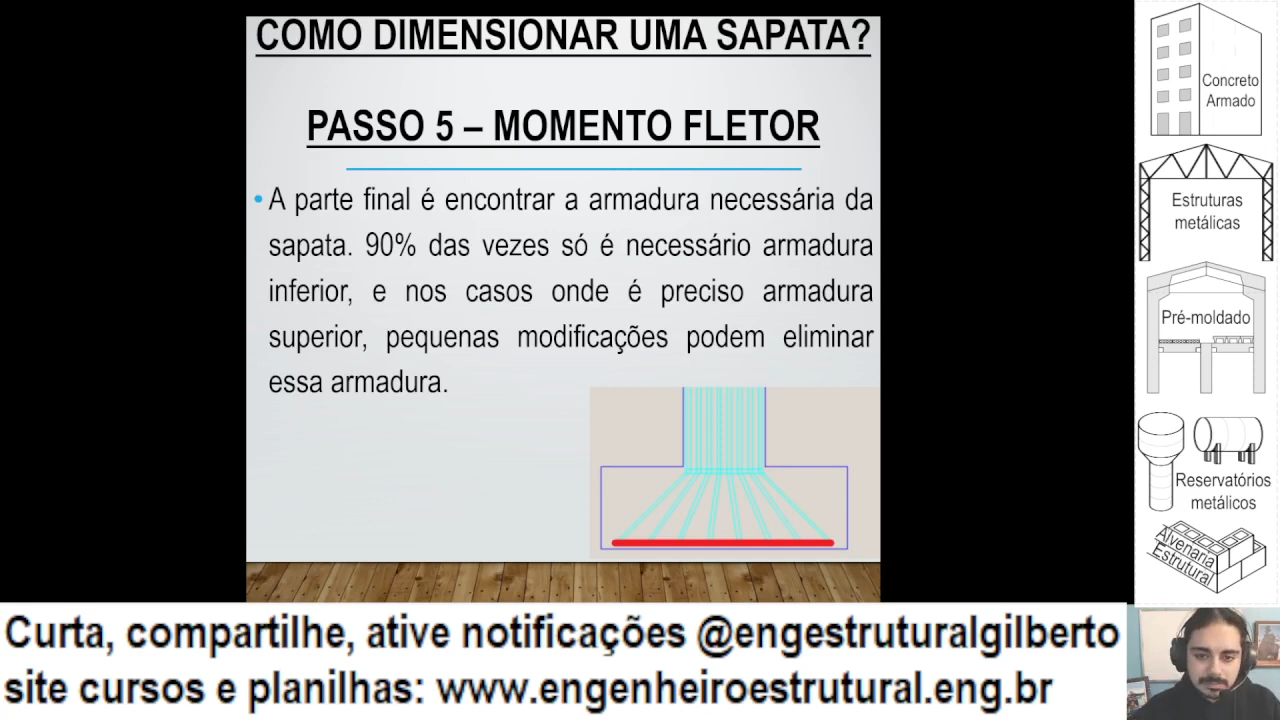 COMO DIMENSIONAR UMA SAPATA?
PASSO 5 – MOMENTO FLETOR
• A parte final é encontrar a armadura necessária da
sapata. 90% das vezes só é necessário armadura
inferior, e nos casos onde é preciso armadura
superior, pequenas modificações podem eliminar
essa armadura.
Concreto
Armado
Estruturas
metálicas
Pré-moldado
Reservatórios
metálicos
Alvenaria
Estrutural
Curta, compartilhe, ative notificações @engestruturalgilberto
site cursos e planilhas: www.engenheiroestrutural.eng.br